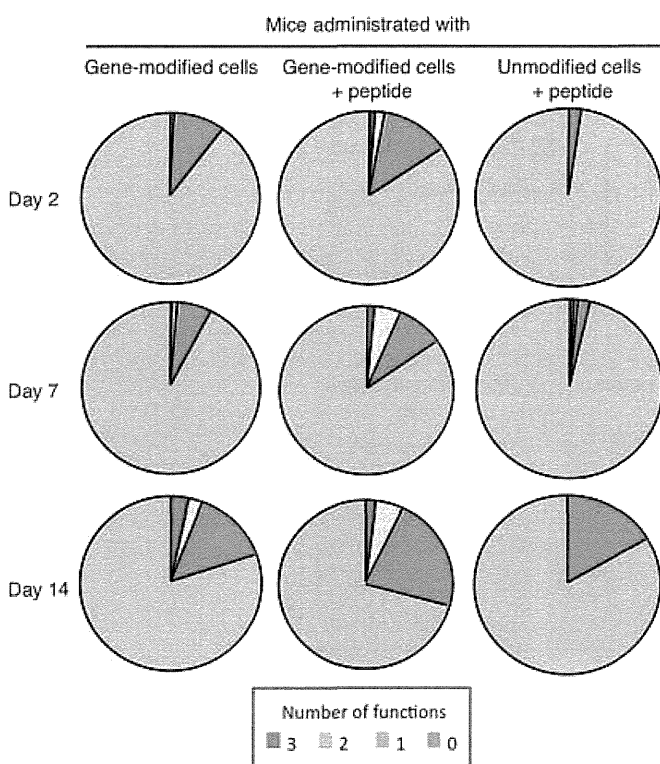 Mice administrated with
Gene-modified cells
Gene-modified cells
+ peptide
Unmodified cells
+ peptide
Day 2
Day 7
Day 14
Number of functions
3 2 1 0